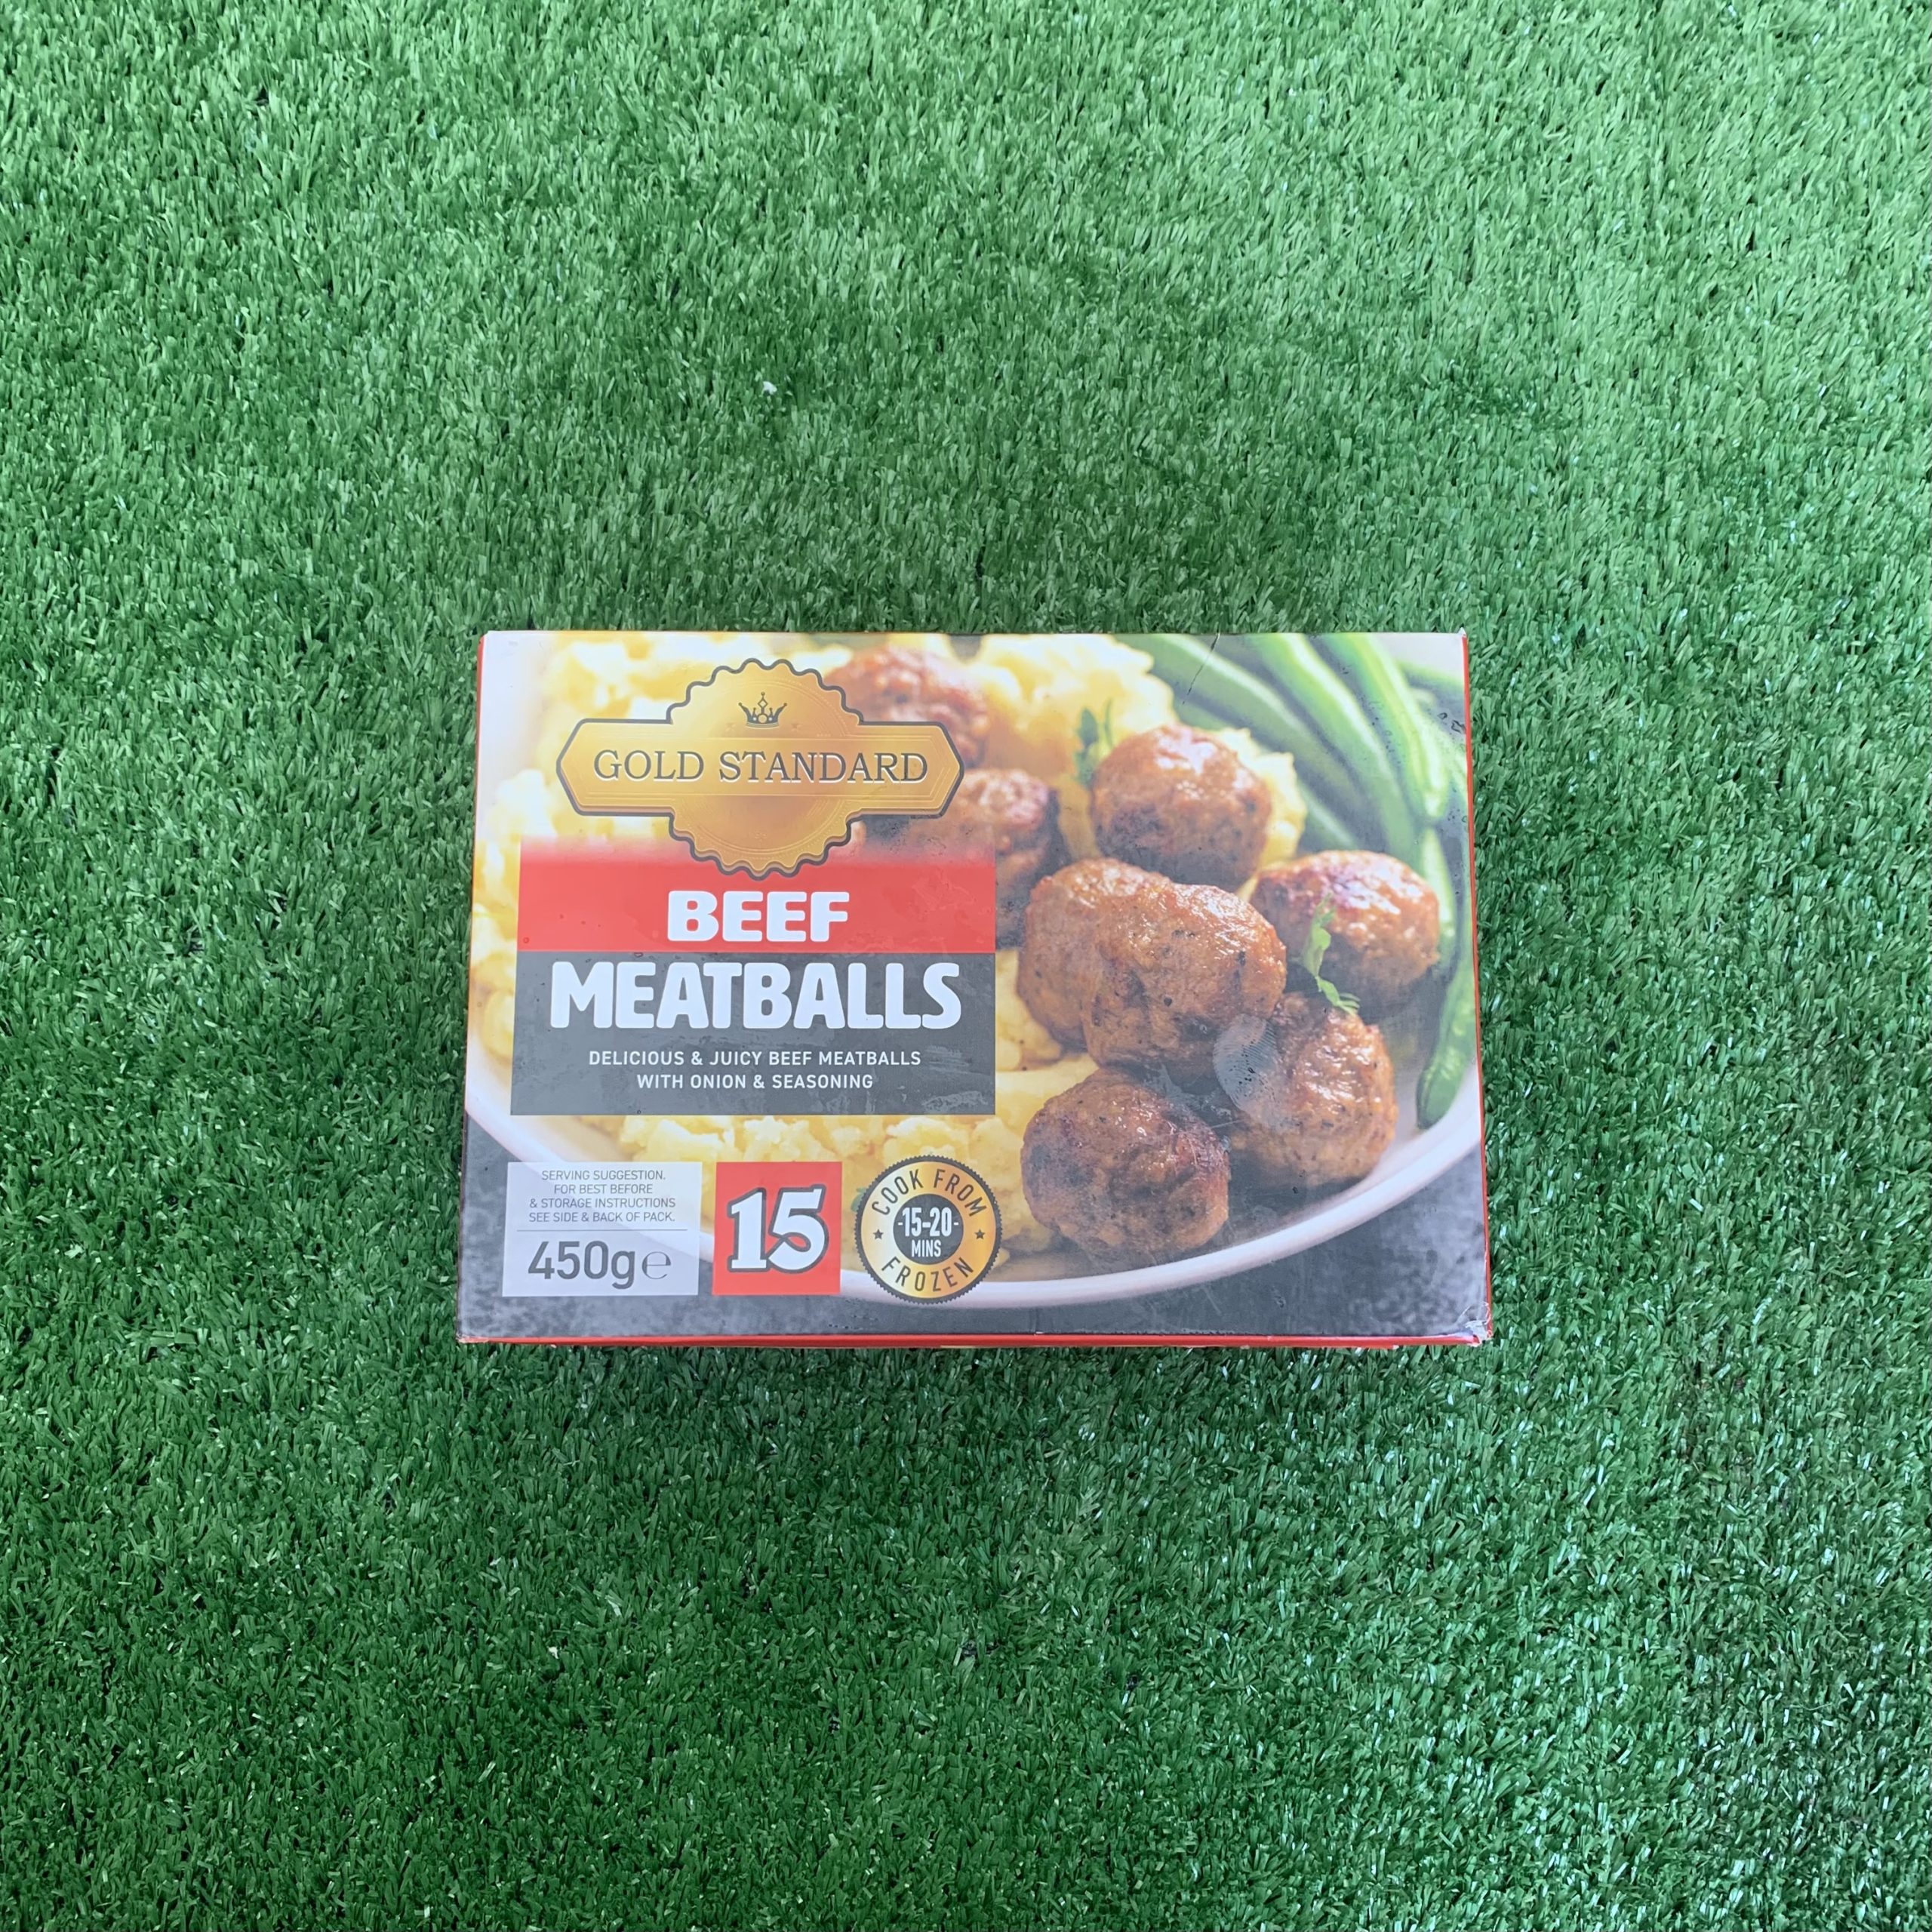 GOLD STANDARD
BEEF
MEATBALLS
DELICIOUS & JUICY BEEF MEATBALLS
WITH ONION & SEASONING
SERVING SUGGESTION.
FOR BEST BEFORE
& STORAGE INSTRUCTIONS
SEE SIDE & BACK OF PACK.
450g e
15
COOK FROM
-15-20-
MINS
FROZEN